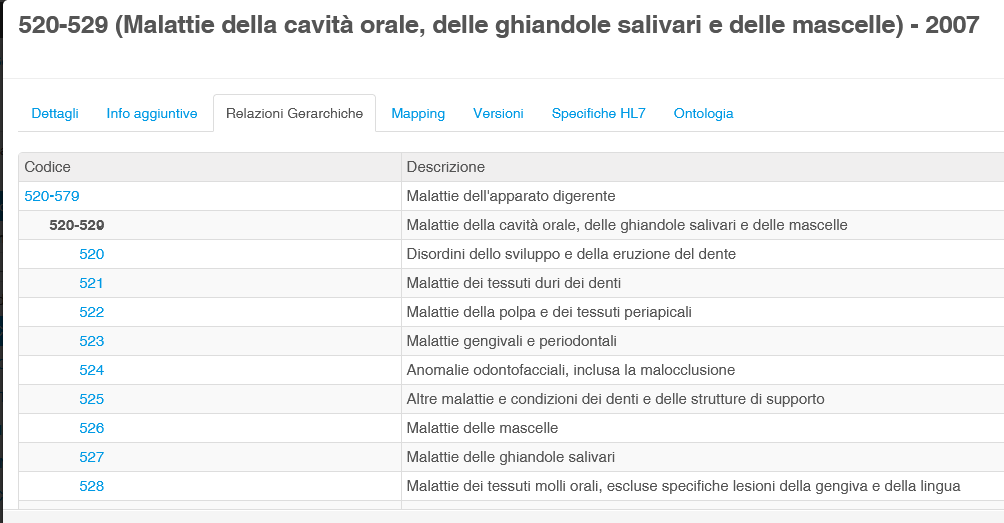 520-529 (Malattie della cavità orale, delle ghiandole salivari e delle mascelle) - 2007
Dettagli Info aggiuntive Relazioni Gerarchiche Mapping Versioni Specifiche HL7 Ontologia
Codice Descrizione
520-579 Malattie dell'apparato digerente
520-529 Malattie della cavità orale, delle ghiandole salivari e delle mascelle
520 Disordini dello sviluppo e della eruzione del dente
521 Malattie dei tessuti duri dei denti
522 Malattie della polpa e dei tessuti periapicali
523 Malattie gengivali e periodontali
524 Anomalie odontofacciali, inclusa la malocclusione
525 Altre malattie e condizioni dei denti e delle strutture di supporto
526 Malattie delle mascelle
527 Malattie delle ghiandole salivari
528 Malattie dei tessuti molli orali, escluse specifiche lesioni della gengiva e della lingua